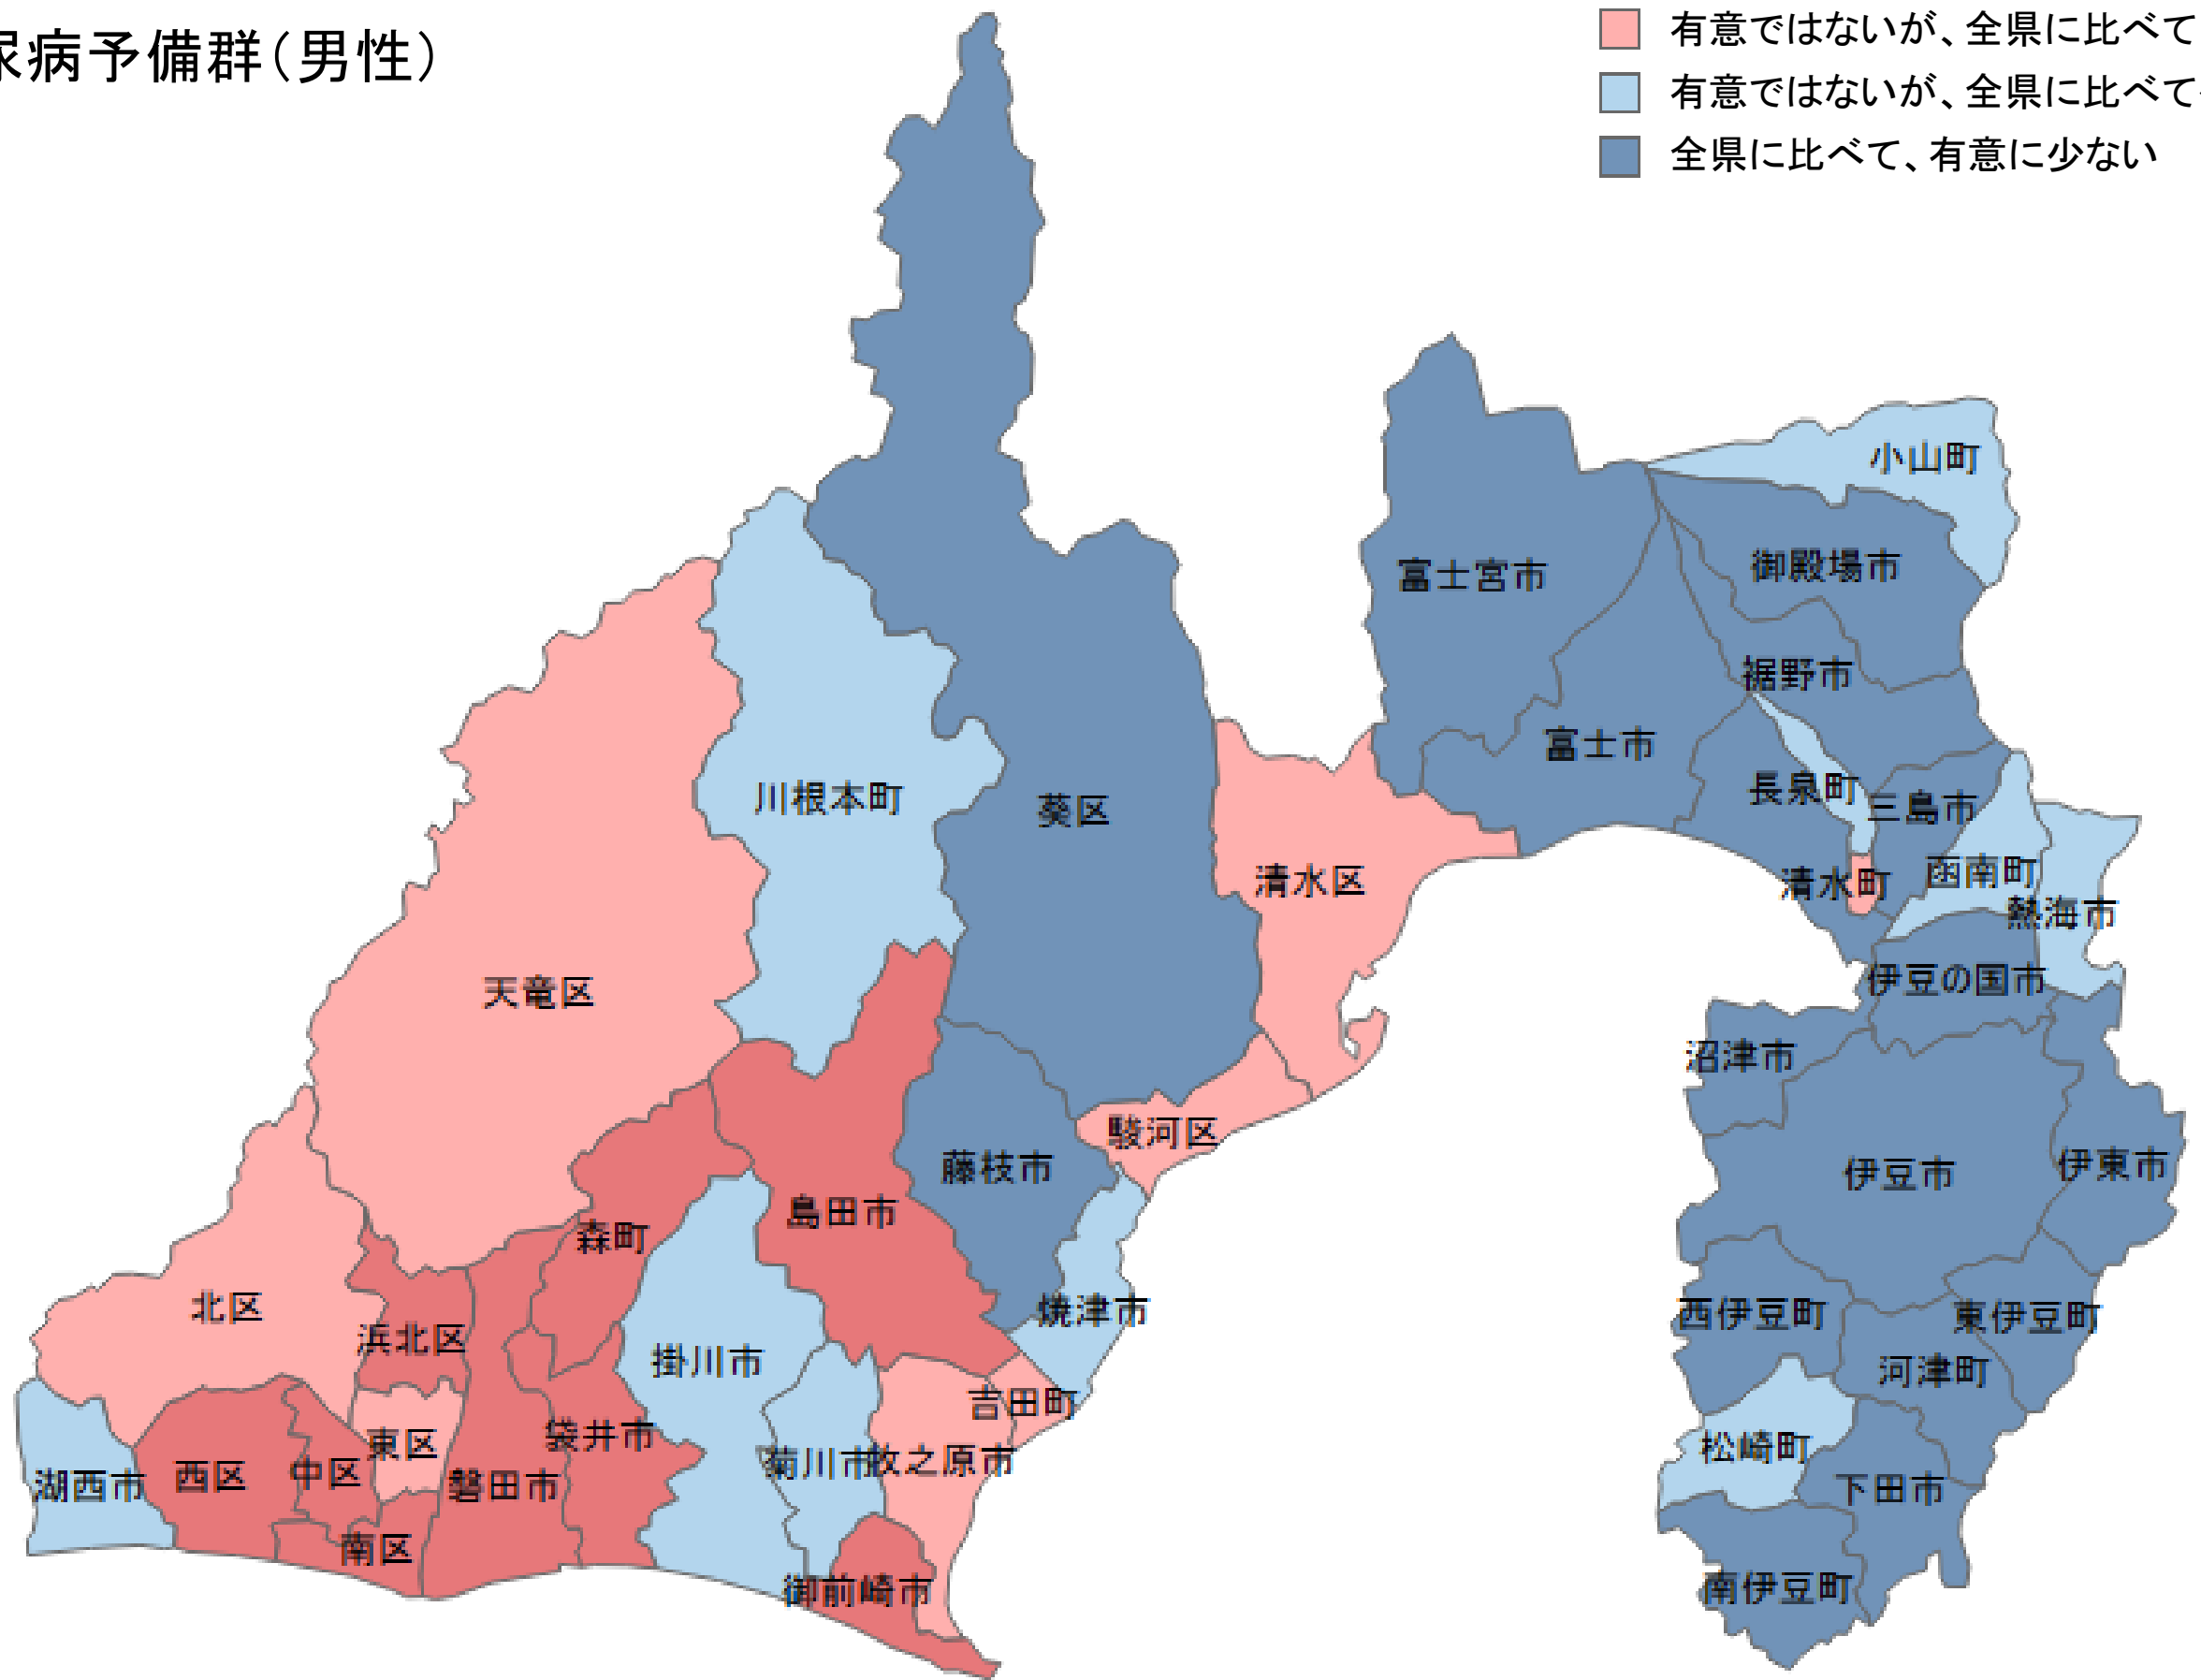 尿病予備群（男性）
有意ではないが、全県に比べて
有意ではないが、全県に比べて
全県に比べて、有意に少ない
小山町
御殿場市
富士宮市
裾野市
富士市
長泉町
三島市
川根本町
葵区
清水区
清水町
函南町
熱海市
伊豆の国市
天竜区
沼津市
駿河区
藤枝市
伊豆市
伊東市
島田市
森町
北区
浜北区
焼津市
西伊豆町
東伊豆町
掛川市
河津町
吉田町
東区
袋井市
菊川市
牧之原市
松崎町
湖西市
西区
中区
磐田市
下田市
南区
御前崎市
南伊豆町